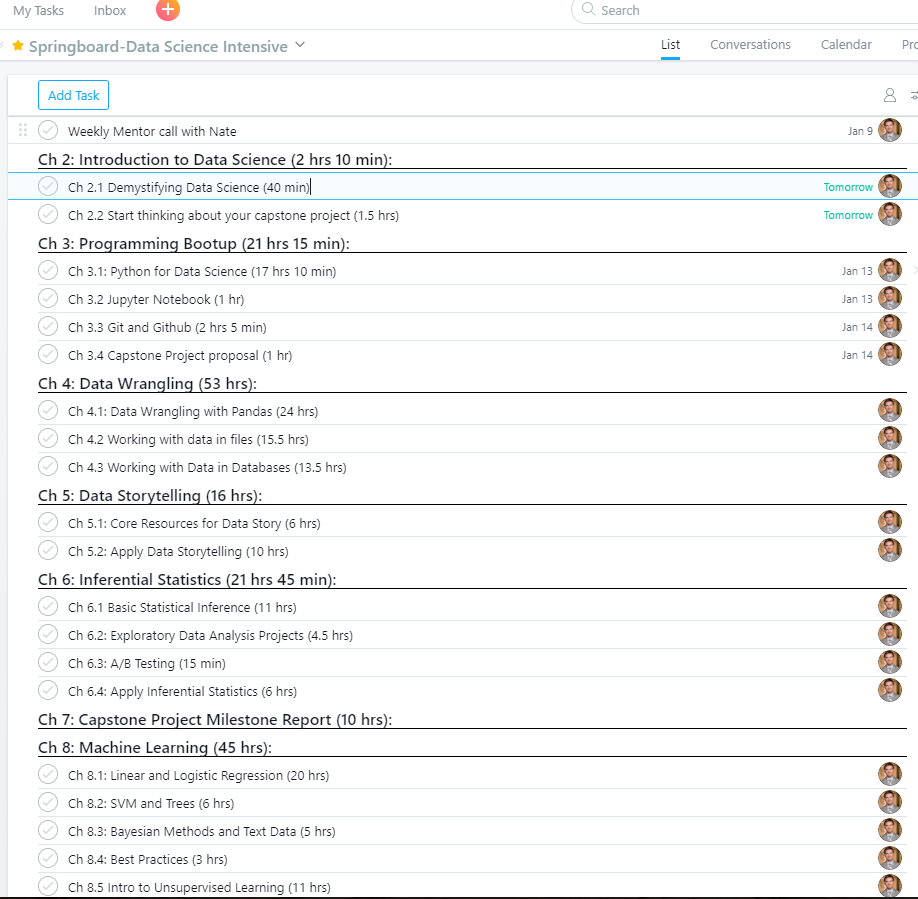 My Tasks Inbox Search
Springboard-Data Science Intensive List Conversations Calendar
Add Task
Weekly Mentor call with Nate Jan 9
Ch 2: Introduction to Data Science (2 hrs 10 min):
Ch 2.1 Demystifying Data Science (40 min) Tomorrow
Ch 2.2 Start thinking about your capstone project (1.5 hrs) Tomorrow
Ch 3: Programming Bootup (21 hrs 15 min):
Ch 3.1: Python for Data Science (17 hrs 10 min) Jan 13
Ch 3.2 Jupyter Notebook (1 hr) Jan 13
Ch 3.3 Git and Github (2 hrs 5 min) Jan 14
Ch 3.4 Capstone Project proposal (1 hr) Jan 14
Ch 4: Data Wrangling (53 hrs):
Ch 4.1: Data Wrangling with Pandas (24 hrs)
Ch 4.2 Working with data in files (15.5 hrs)
Ch 4.3 Working with Data in Databases (13.5 hrs)
Ch 5: Data Storytelling (16 hrs):
Ch 5.1: Core Resources for Data Story (6 hrs)
Ch 5.2: Apply Data Storytelling (10 hrs)
Ch 6: Inferential Statistics (21 hrs 45 min):
Ch 6.1 Basic Statistical Inference (11 hrs)
Ch 6.2: Exploratory Data Analysis Projects (4.5 hrs)
Ch 6.3: A/B Testing (15 min)
Ch 6.4: Apply Inferential Statistics (6 hrs)
Ch 7: Capstone Project Milestone Report (10 hrs):
Ch 8: Machine Learning (45 hrs):
Ch 8.1: Linear and Logistic Regression (20 hrs)
Ch 8.2: SVM and Trees (6 hrs)
Ch 8.3: Bayesian Methods and Text Data (5 hrs)
Ch 8.4: Best Practices (3 hrs)
Ch 8.5 Intro to Unsupervised Learning (11 hrs)